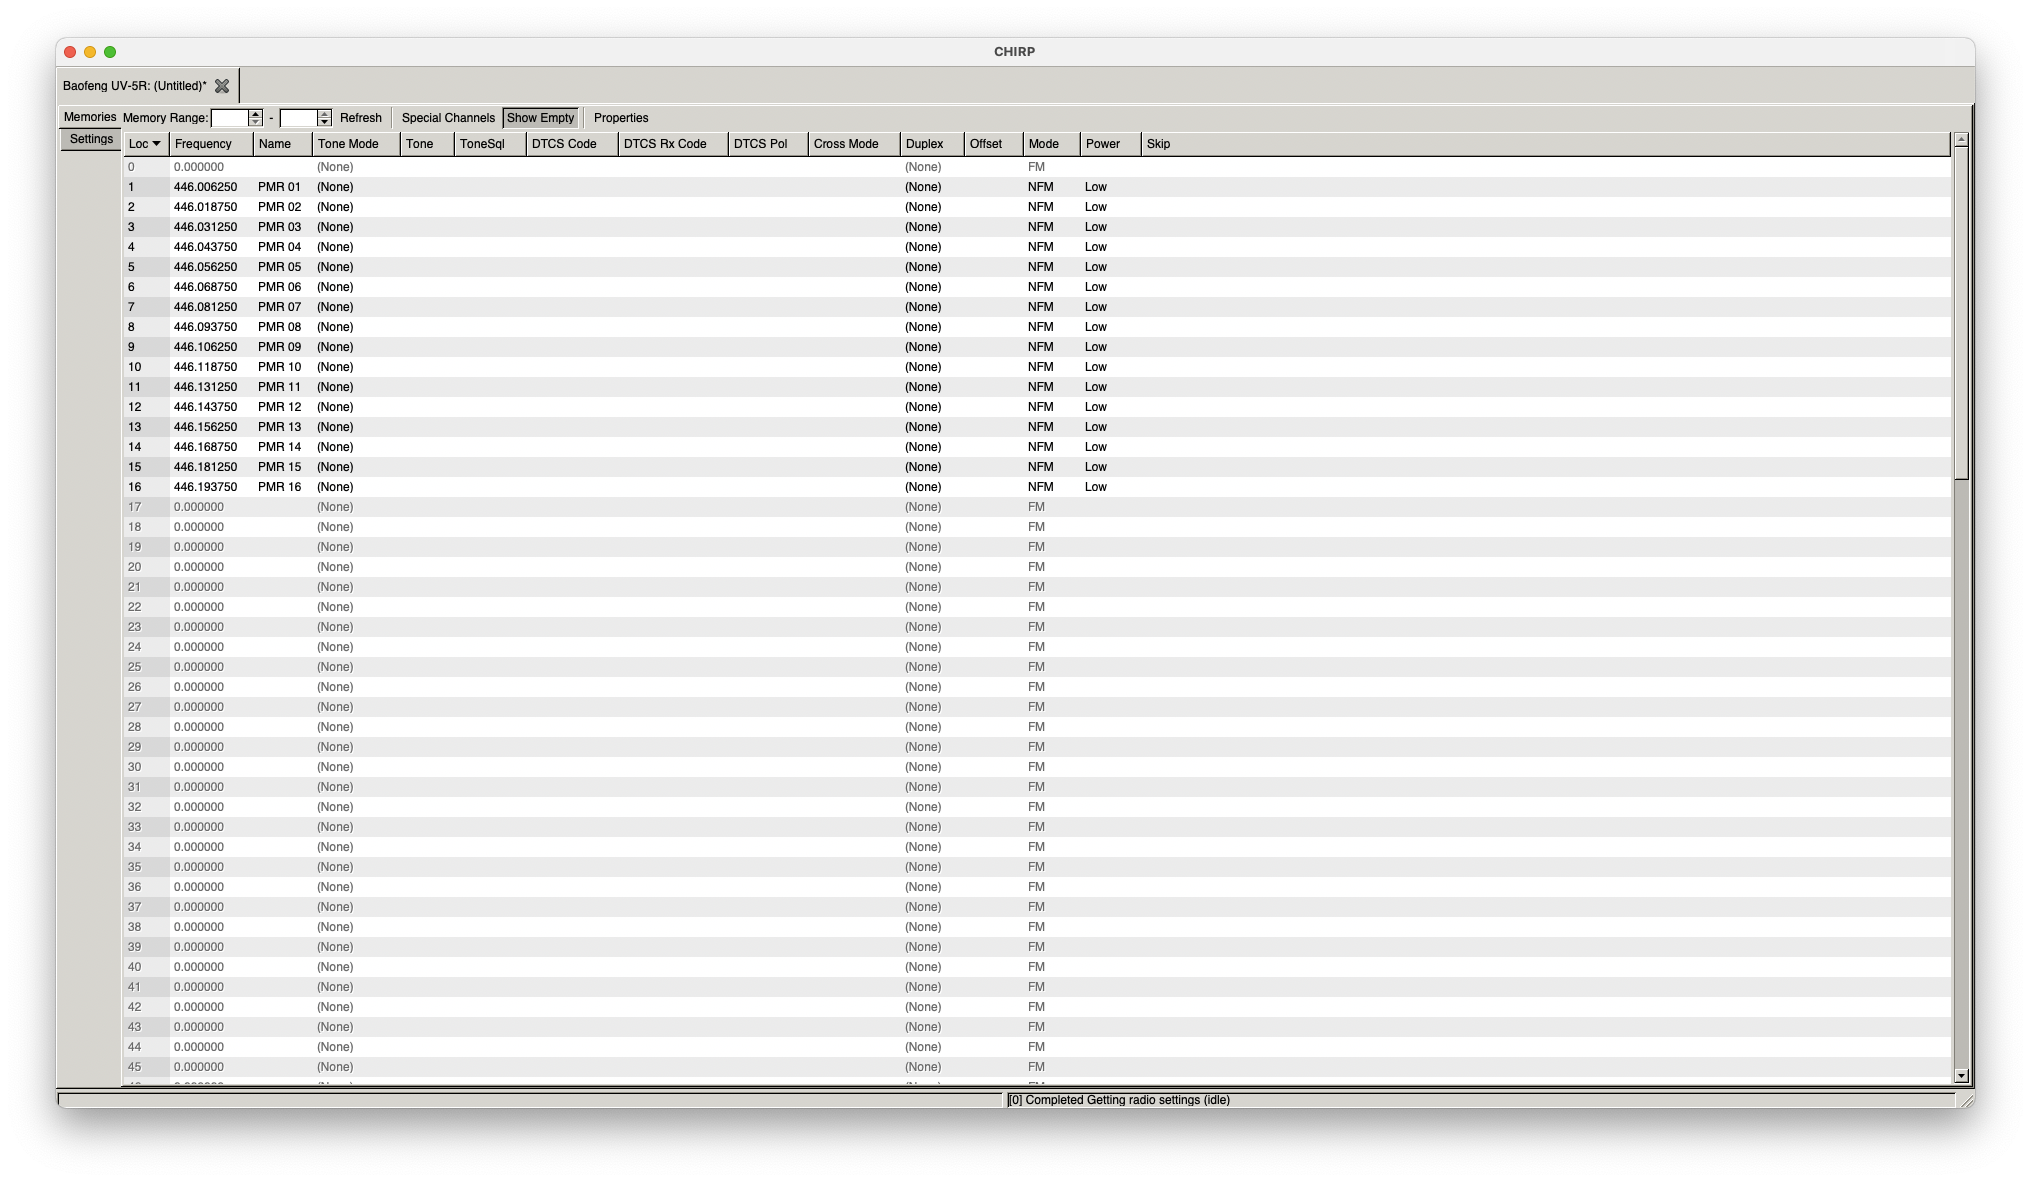 CHIRP
Baofeng UV-5R: (Untitled)*
Memories Memory Range: - Refresh Special Channels Show Empty Properties
Settings
Loc Frequency Name Tone Mode Tone ToneSql DTCS Code DTCS Rx Code DTCS Pol Cross Mode Duplex Offset Mode Power Skip
0 0.000000 (None) (None) FM
1 446.006250 PMR 01 (None) (None) NFM Low
2 446.018750 PMR 02 (None) (None) NFM Low
3 446.031250 PMR 03 (None) (None) NFM Low
4 446.043750 PMR 04 (None) (None) NFM Low
5 446.056250 PMR 05 (None) (None) NFM Low
6 446.068750 PMR 06 (None) (None) NFM Low
7 446.081250 PMR 07 (None) (None) NFM Low
8 446.093750 PMR 08 (None) (None) NFM Low
9 446.106250 PMR 09 (None) (None) NFM Low
10 446.118750 PMR 10 (None) (None) NFM Low
11 446.131250 PMR 11 (None) (None) NFM Low
12 446.143750 PMR 12 (None) (None) NFM Low
13 446.156250 PMR 13 (None) (None) NFM Low
14 446.168750 PMR 14 (None) (None) NFM Low
15 446.181250 PMR 15 (None) (None) NFM Low
16 446.193750 PMR 16 (None) (None) NFM Low
17 0.000000 (None) (None) FM
18 0.000000 (None) (None) FM
19 0.000000 (None) (None) FM
20 0.000000 (None) (None) FM
21 0.000000 (None) (None) FM
22 0.000000 (None) (None) FM
23 0.000000 (None) (None) FM
24 0.000000 (None) (None) FM
25 0.000000 (None) (None) FM
26 0.000000 (None) (None) FM
27 0.000000 (None) (None) FM
28 0.000000 (None) (None) FM
29 0.000000 (None) (None) FM
30 0.000000 (None) (None) FM
31 0.000000 (None) (None) FM
32 0.000000 (None) (None) FM
33 0.000000 (None) (None) FM
34 0.000000 (None) (None) FM
35 0.000000 (None) (None) FM
36 0.000000 (None) (None) FM
37 0.000000 (None) (None) FM
38 0.000000 (None) (None) FM
39 0.000000 (None) (None) FM
40 0.000000 (None) (None) FM
41 0.000000 (None) (None) FM
42 0.000000 (None) (None) FM
43 0.000000 (None) (None) FM
44 0.000000 (None) (None) FM
45 0.000000 (None) (None) FM
[0] Completed Getting radio settings (idle)